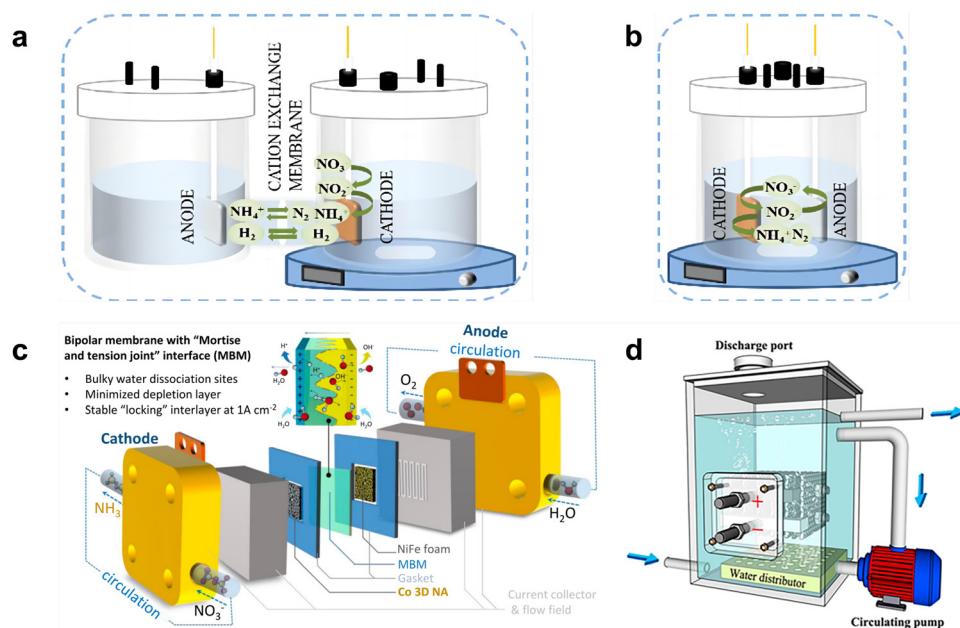 a
CATION EXCHANGE
MEMBRANE
ANODE
CATHODE
NO3
NO2-
NH4+
N2
NH4+
H2
H2
b
CATHODE
ANODE
NO3-
NO2
NH4+ N2
c
Bipolar membrane with “Mortise
and tension joint” interface (MBM)
• Bulky water dissociation sites
• Minimized depletion layer
• Stable “locking” interlayer at 1A cm-2
H+
OH-
H2O
H+
OH-
H2O
H2O
H2O
Anode
circulation
O2
H2O
Cathode
NH3
circulation
NO3-
NiFe foam
MBM
Gasket
Co 3D NA
Current collector
& flow field
d
Discharge port
+
−
Water distributor
Circulating pump